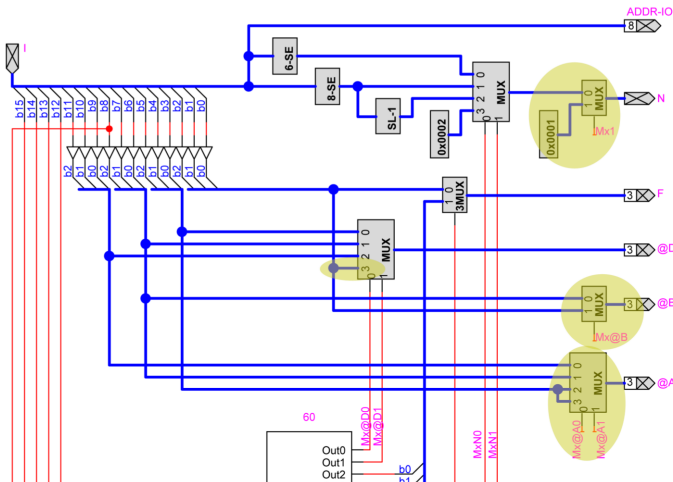 ADDR-IO
8
I
6-SE
8-SE
SL-1
0x0002
3 2 1 0
MUX
0 1
0x0001
1 0
MUX
Mx1
N
b15
b14
b13
b12
b11
b10
b9
b8
b7
b6
b5
b4
b3
b2
b1
b0
b2
b1
b0
b2
b1
b0
b2
b1
b0
b2
b1
b0
1 0
3MUX
3
F
3 2 1 0
MUX
0 1
3
@D
1 0
MUX
3
@B
Mx@B
3 2 1 0
MUX
0 1
3
@A
Mx@A0
Mx@A1
Mx@D0
Mx@D1
MxN0
MxN1
60
Out0
Out1
Out2
b0
b1